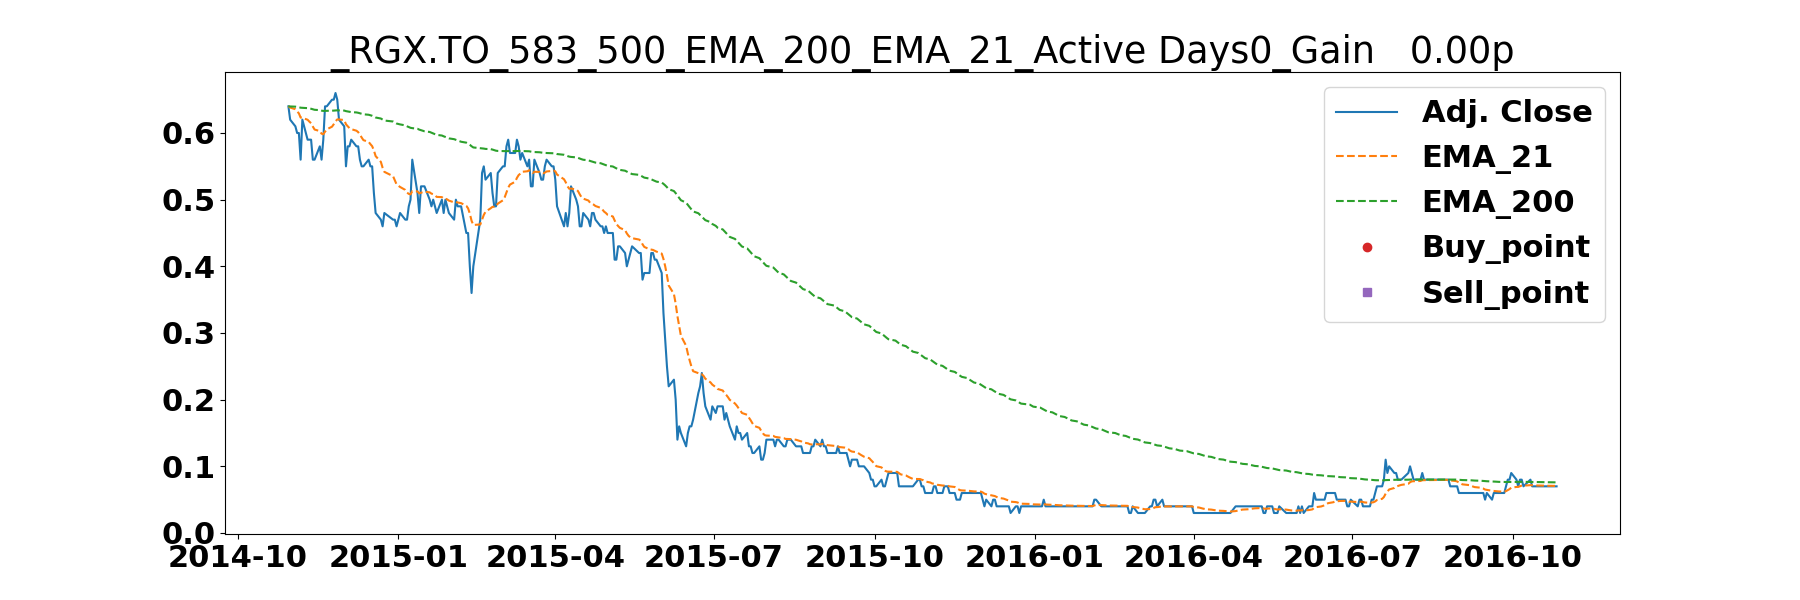 _RGX.TO_583_500_EMA_200_EMA_21_Active Days0_Gain   0.00p
Adj. Close
EMA_21
EMA_200
Buy_point
Sell_point
0.6
0.5
0.4
0.3
0.2
0.1
0.0
2014-10 2015-01 2015-04 2015-07 2015-10 2016-01 2016-04 2016-07 2016-10